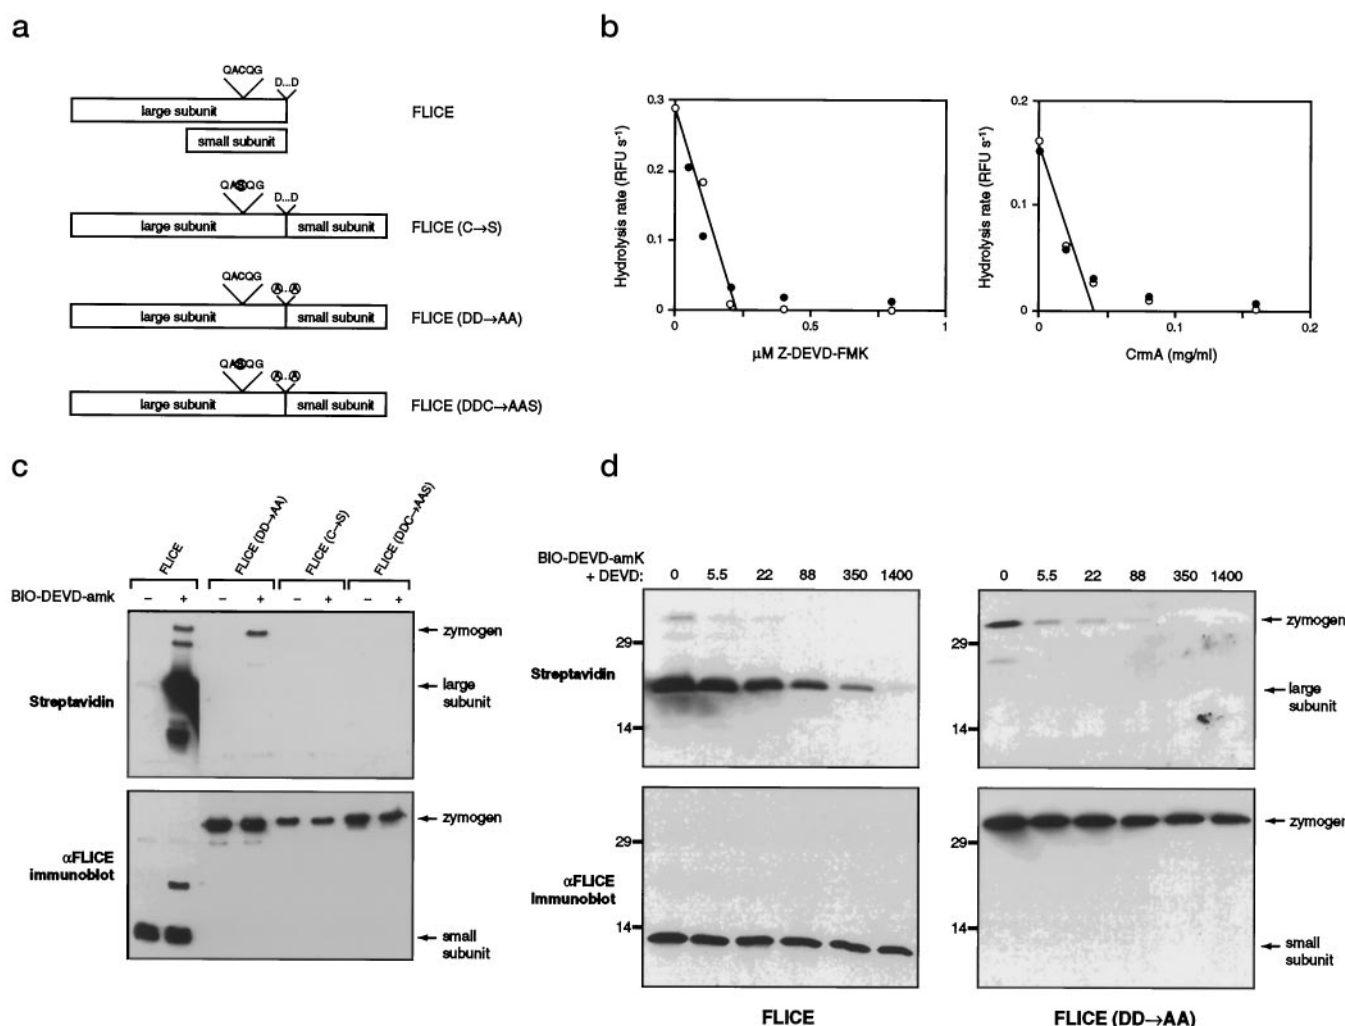 a
QACQG
D...D
large subunit
FLICE
small subunit
QASQG
D...D
large subunit
small subunit
FLICE (C→S)
QACQG
A...A
large subunit
small subunit
FLICE (DD→AA)
QASQG
A...A
large subunit
small subunit
FLICE (DDC→AAS)
b
Hydrolysis rate (RFU s⁻¹)
0.3
0.2
0.1
0
0
0.5
1
μM Z-DEVD-FMK
Hydrolysis rate (RFU s⁻¹)
0.2
0.1
0
0
0.1
0.2
CrmA (mg/ml)
c
FLICE
FLICE (DD→AA)
FLICE (C→S)
FLICE (DDC→AAS)
BIO-DEVD-amk
– + – + – + – +
Streptavidin
zymogen
large
subunit
αFLICE
immunoblot
zymogen
small
subunit
d
BIO-DEVD-amK
+ DEVD:
0 5.5 22 88 350 1400
0 5.5 22 88 350 1400
Streptavidin
29
14
29
14
zymogen
large
subunit
αFLICE
Immunoblot
29
14
29
14
zymogen
small
subunit
FLICE
FLICE (DD→AA)